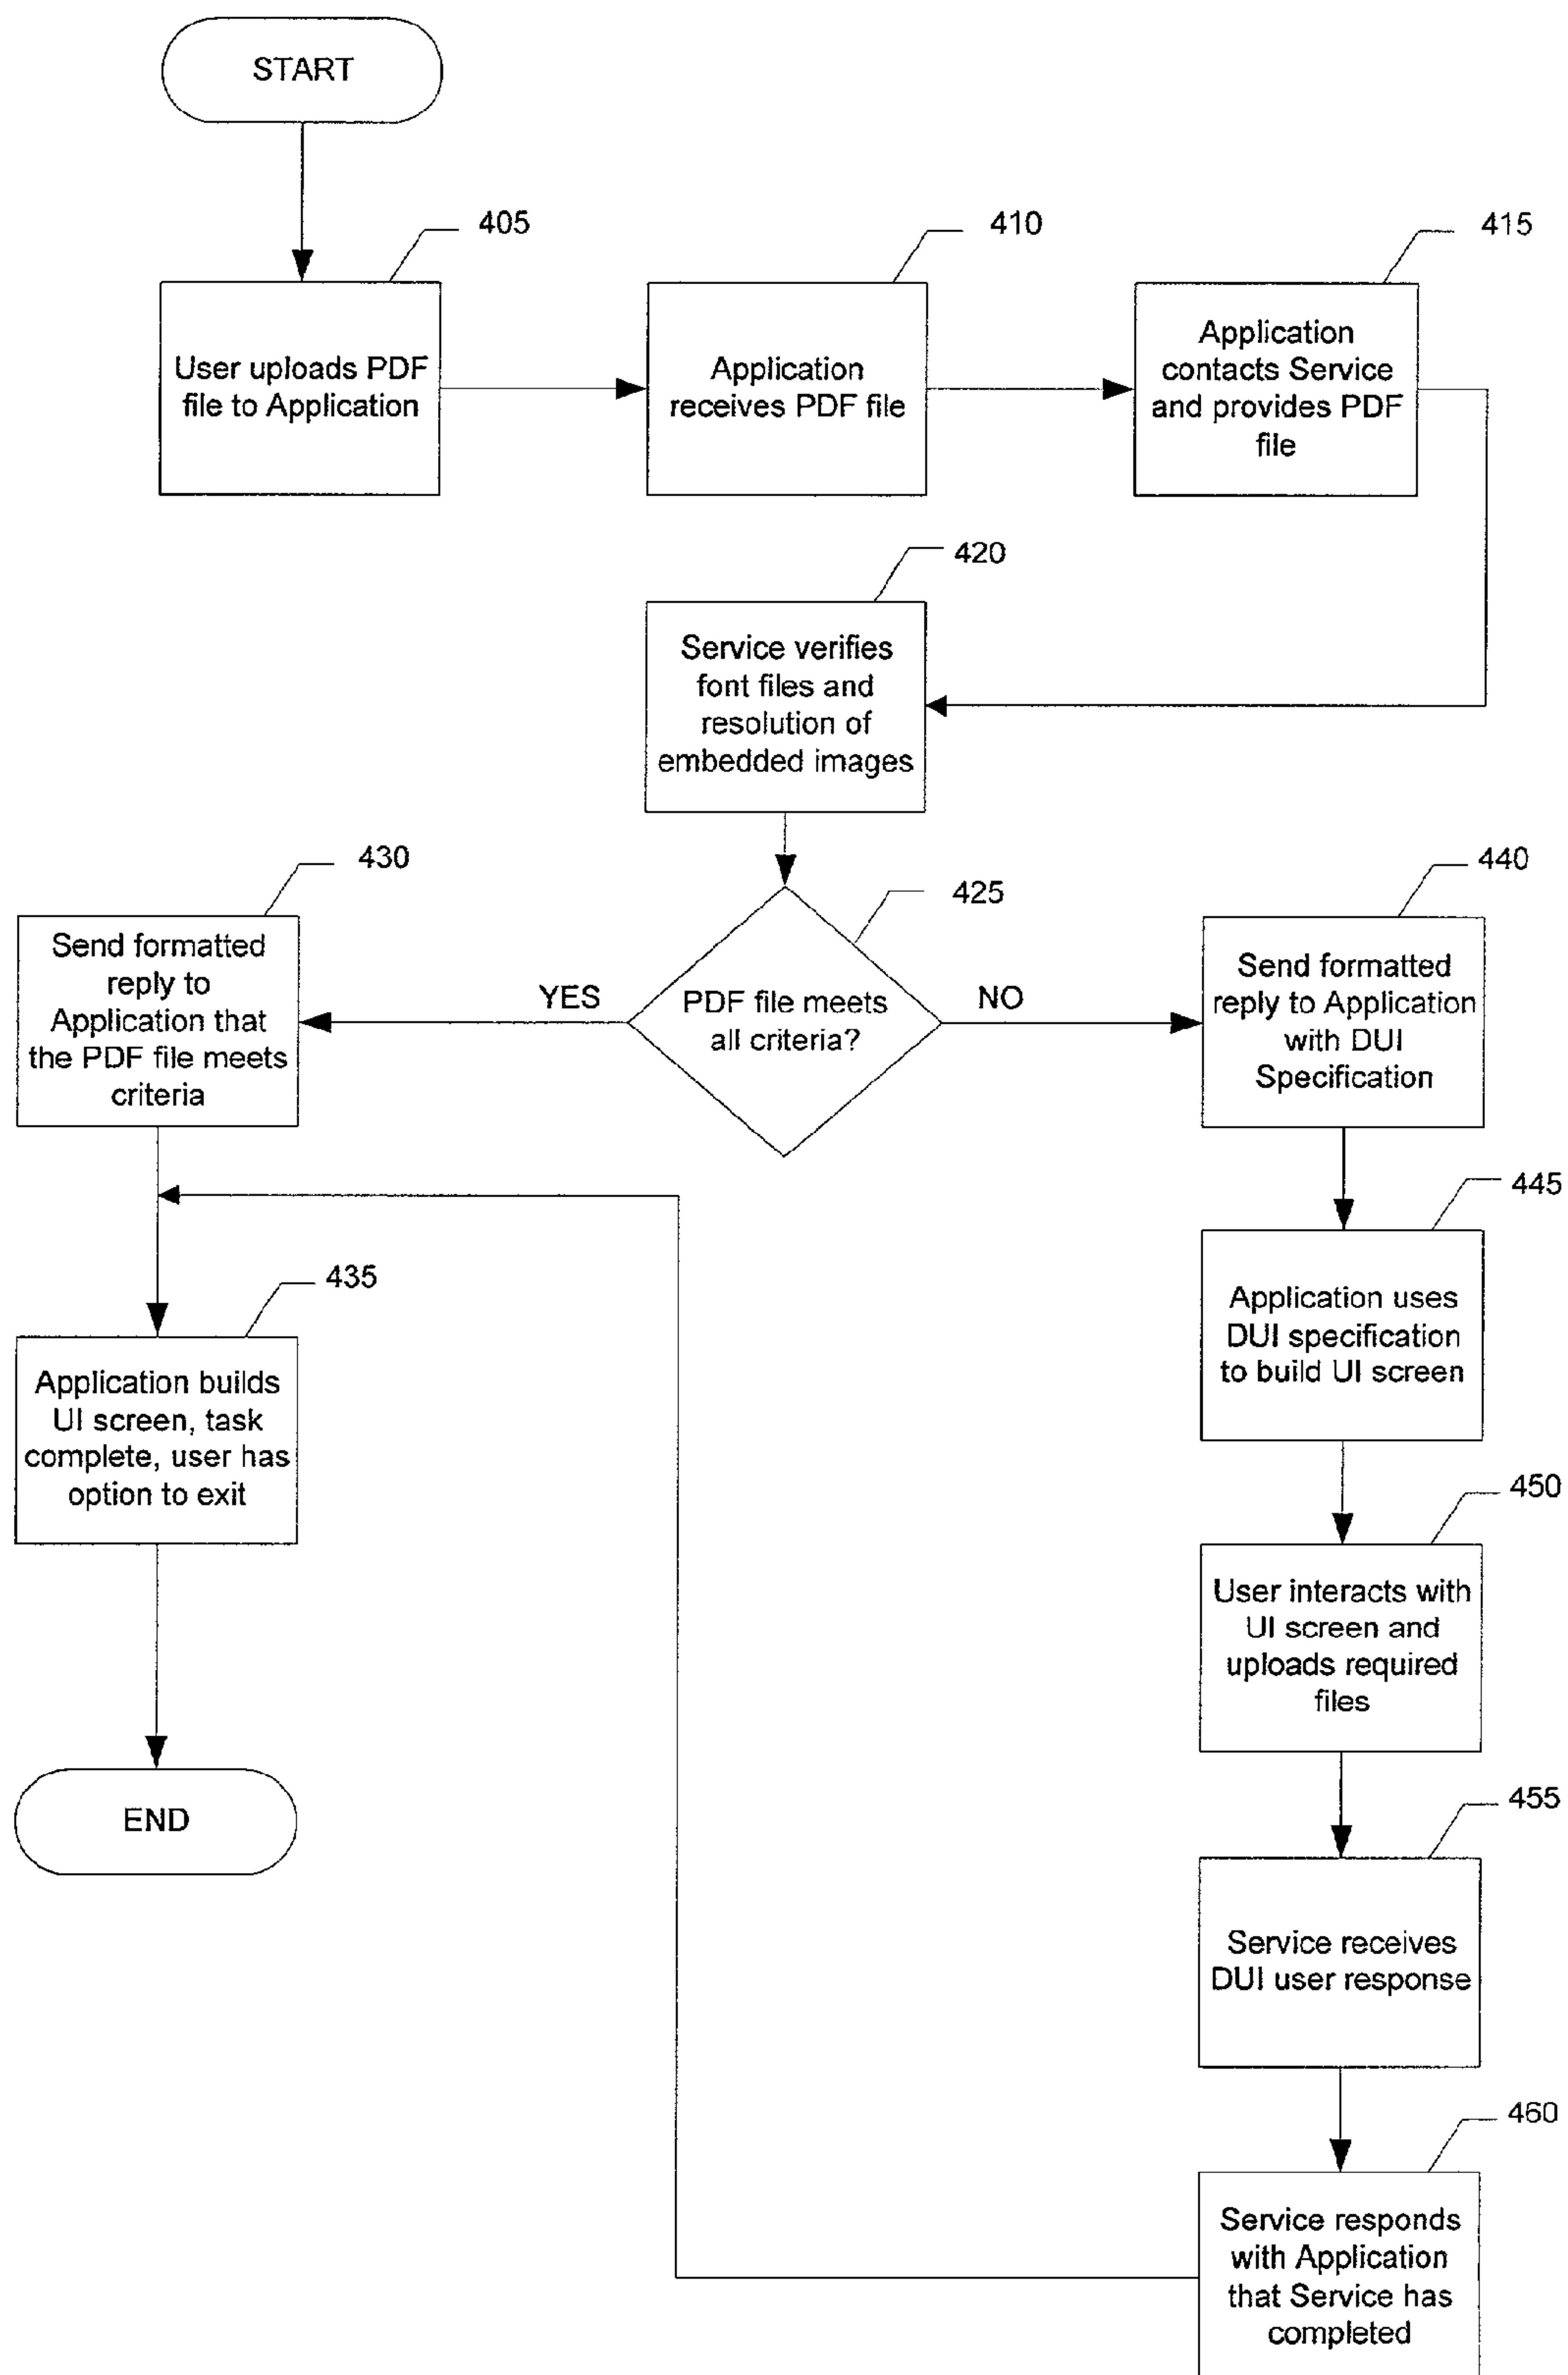 START
405
User uploads PDF
file to Application
410
Application
receives PDF file
415
Application
contacts Service
and provides PDF
file
420
Service verifies
font files and
resolution of
embedded images
425
PDF file meets
all criteria?
YES
NO
430
Send formatted
reply to
Application that
the PDF file meets
criteria
435
Application builds
UI screen, task
complete, user has
option to exit
END
440
Send formatted
reply to Application
with DUI
Specification
445
Application uses
DUI specification
to build UI screen
450
User interacts with
UI screen and
uploads required
files
455
Service receives
DUI user response
460
Service responds
with Application
that Service has
completed